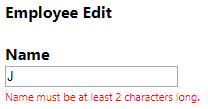 Employee Edit
Name
J
Name must be at least 2 characters long.